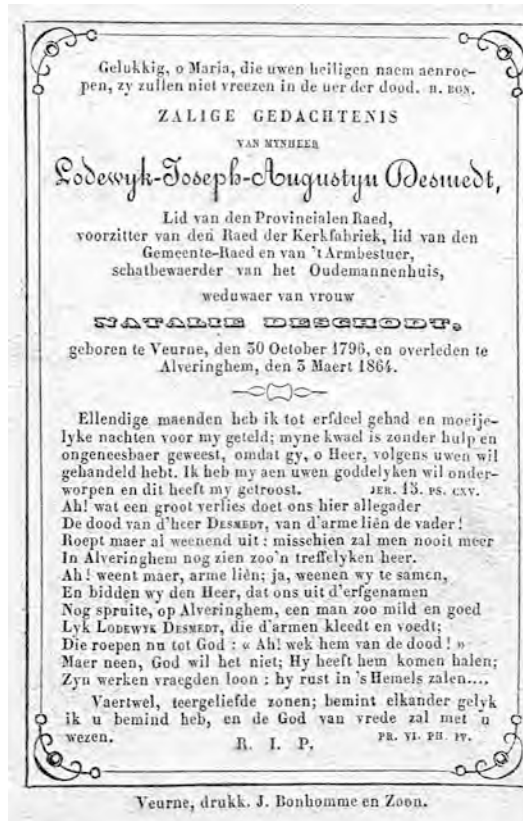 Gelukkig, o Maria, die uwen heiligen naem aenroe-
pen, zy zullen niet vreezen in de uer der dood. H. BON.
ZALIGE GEDACHTENIS
VAN MYNHEER
Lodewyk-Joseph-Augustyn Desmedt,
Lid van den Provincialen Raed,
voorzitter van den Raed der Kerkfabriek, lid van den
Gemeente-Raed en van 't Armbestuer,
schatbewaerder van het Oudemannenhuis,
weduwaer van vrouw
NATALIE DESCHODT,
geboren te Veurne, den 30 October 1796, en overleden te
Alveringhem, den 3 Maert 1864.
Ellendige maenden heb ik tot erfdeel gehad en moeije-
lyke nachten voor my geteld; myne kwael is zonder hulp en
ongeneesbaer geweest, omdat gy, o Heer, volgens uwen wil
gehandeld hebt. Ik heb my aen uwen goddelyken wil onder-
worpen en dit heeft my getroost. JER. 15. PS. CXV.
Ah! wat een groot verlies doet ons hier allegader
De dood van d'heer DESMEDT, van d'arme liên de vader!
Roept maer al weenend uit: misschien zal men nooit meer
In Alveringhem nog zien zoo'n treffelyken heer.
Ah! weent maer, arme liên; ja, weenen wy te samen,
En bidden wy den Heer, dat ons uit d'erfgenamen
Nog spruite, op Alveringhem, een man zoo mild en goed
Lyk LODEWYK DESMEDT, die d'armen kleedt en voedt;
Die roepen nu tot God: « Ah! wek hem van de dood! »
Maer neen, God wil het niet; Hy heeft hem komen halen;
Zyn werken vraegden loon: hy rust in 's Hemels zalen....
Vaertwel, teergeliefde zonen; bemint elkander gelyk
ik u bemind heb, en de God van vrede zal met u
wezen. PR. VI. PH. IV.
R. I. P.
Veurne, drukk. J. Bonhomme en Zoon.